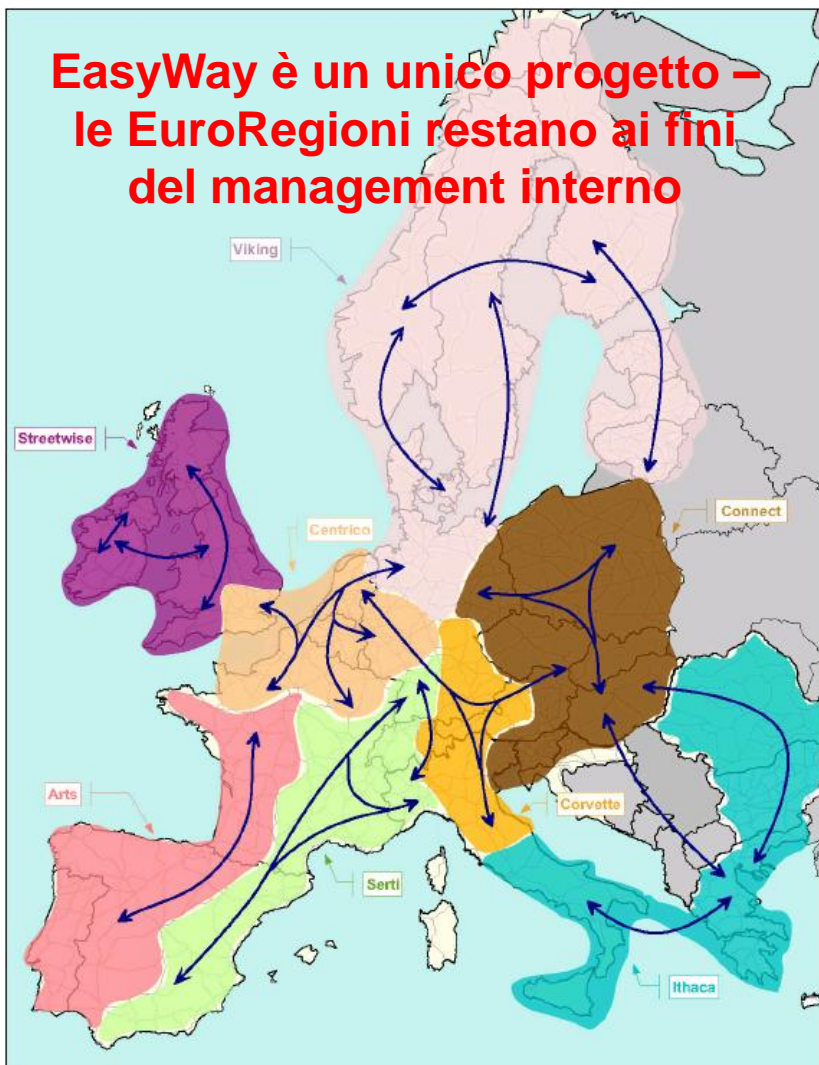 EasyWay è un unico progetto –
le EuroRegioni restano ai fini
del management interno
Viking
Streetwise
Centrico
Connect
Arts
Corvette
Serti
Ithaca